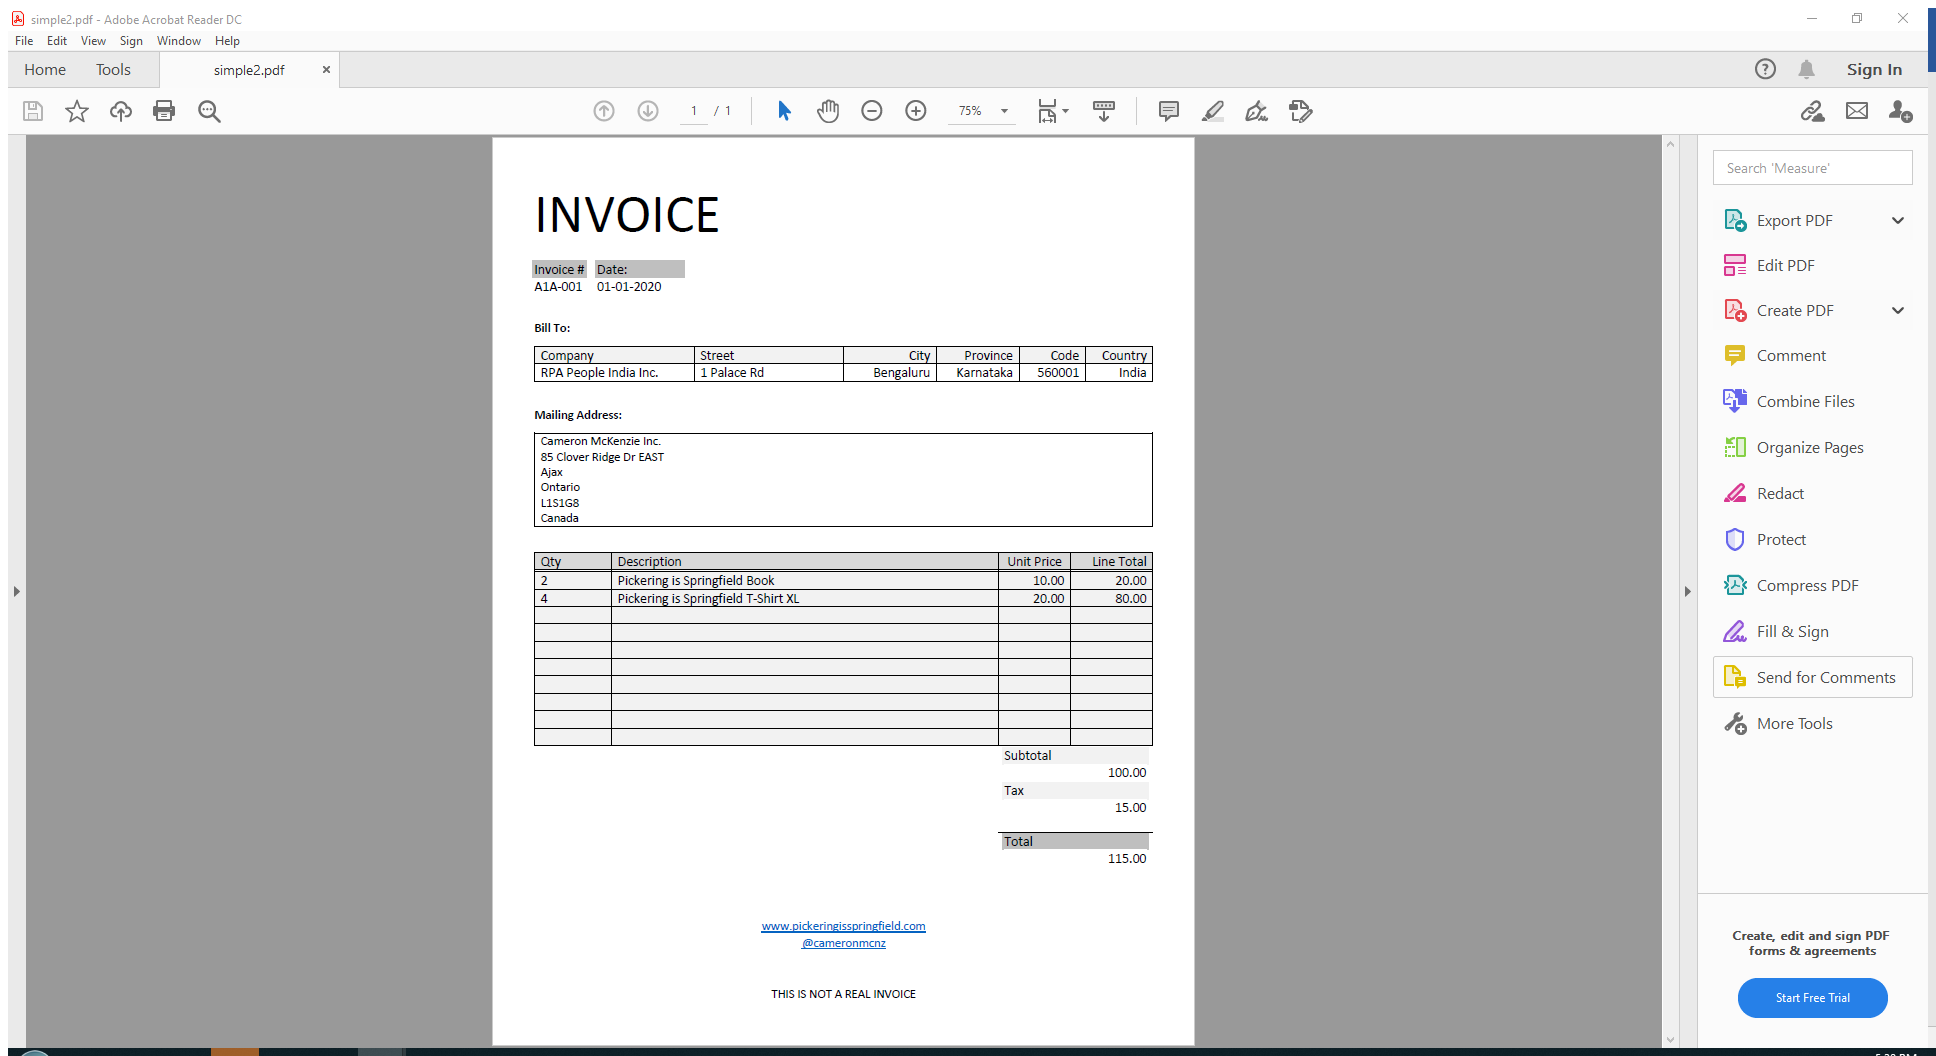 simple2.pdf - Adobe Acrobat Reader DC
File Edit View Sign Window Help
Home Tools simple2.pdf × Sign In
1 / 1 75%
INVOICE
Invoice # Date:
A1A-001 01-01-2020
Bill To:
Company Street City Province Code Country
RPA People India Inc. 1 Palace Rd Bengaluru Karnataka 560001 India
Mailing Address:
Cameron McKenzie Inc.
85 Clover Ridge Dr EAST
Ajax
Ontario
L1S1G8
Canada
Qty Description Unit Price Line Total
2 Pickering is Springfield Book 10.00 20.00
4 Pickering is Springfield T-Shirt XL 20.00 80.00
Subtotal
100.00
Tax
15.00
Total
115.00
www.pickeringisspringfield.com
@cameronmcnz
THIS IS NOT A REAL INVOICE
Search 'Measure'
Export PDF
Edit PDF
Create PDF
Comment
Combine Files
Organize Pages
Redact
Protect
Compress PDF
Fill & Sign
Send for Comments
More Tools
Create, edit and sign PDF
forms & agreements
Start Free Trial